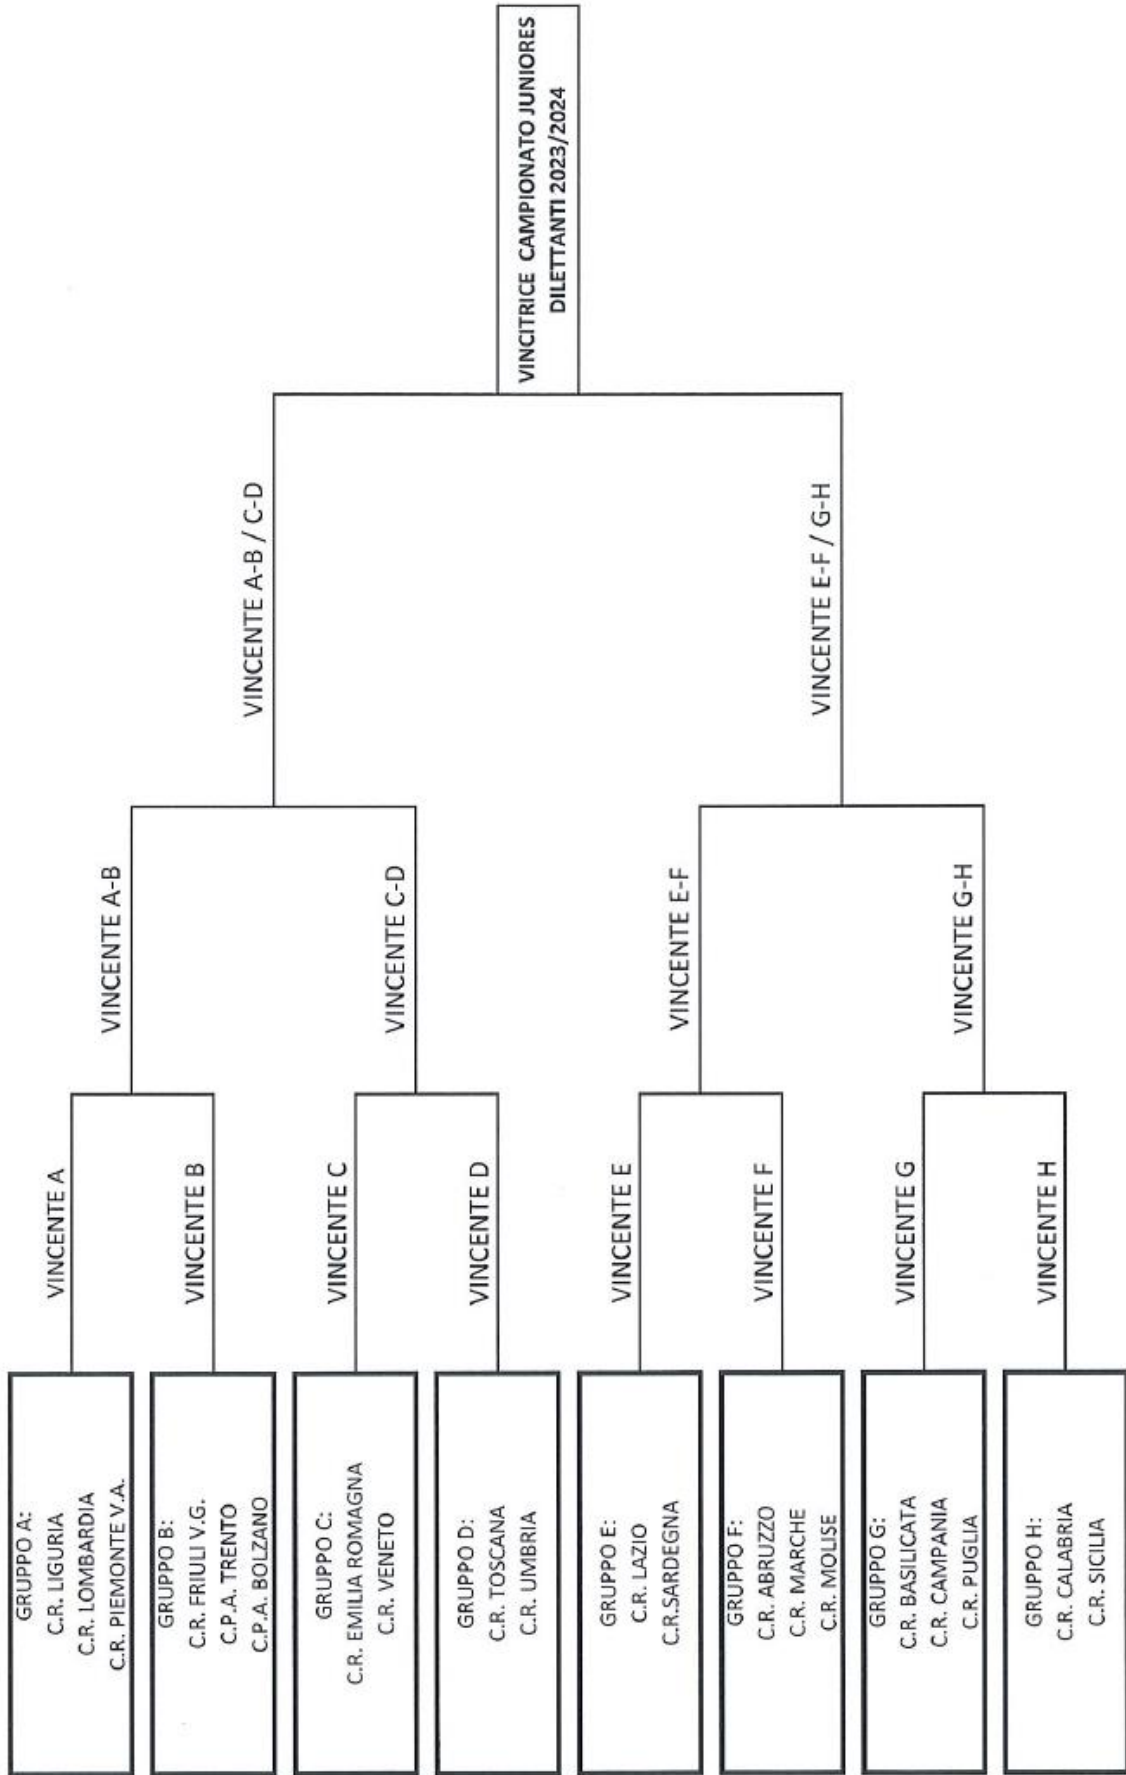 GRUPPO A:
C.R. LIGURIA
C.R. LOMBARDIA
C.R. PIEMONTE V.A.
GRUPPO B:
C.R. FRIULI V.G.
C.P.A. TRENTO
C.P.A. BOLZANO
GRUPPO C:
C.R. EMILIA ROMAGNA
C.R. VENETO
GRUPPO D:
C.R. TOSCANA
C.R. UMBRIA
GRUPPO E:
C.R. LAZIO
C.R.SARDEGNA
GRUPPO F:
C.R. ABRUZZO
C.R. MARCHE
C.R. MOLISE
GRUPPO G:
C.R. BASILICATA
C.R. CAMPANIA
C.R. PUGLIA
GRUPPO H:
C.R. CALABRIA
C.R. SICILIA
VINCENTE A
VINCENTE B
VINCENTE C
VINCENTE D
VINCENTE E
VINCENTE F
VINCENTE G
VINCENTE H
VINCENTE A-B
VINCENTE C-D
VINCENTE E-F
VINCENTE G-H
VINCENTE A-B / C-D
VINCENTE E-F / G-H
VINCITRICE CAMPIONATO JUNIORES
DILETTANTI 2023/2024